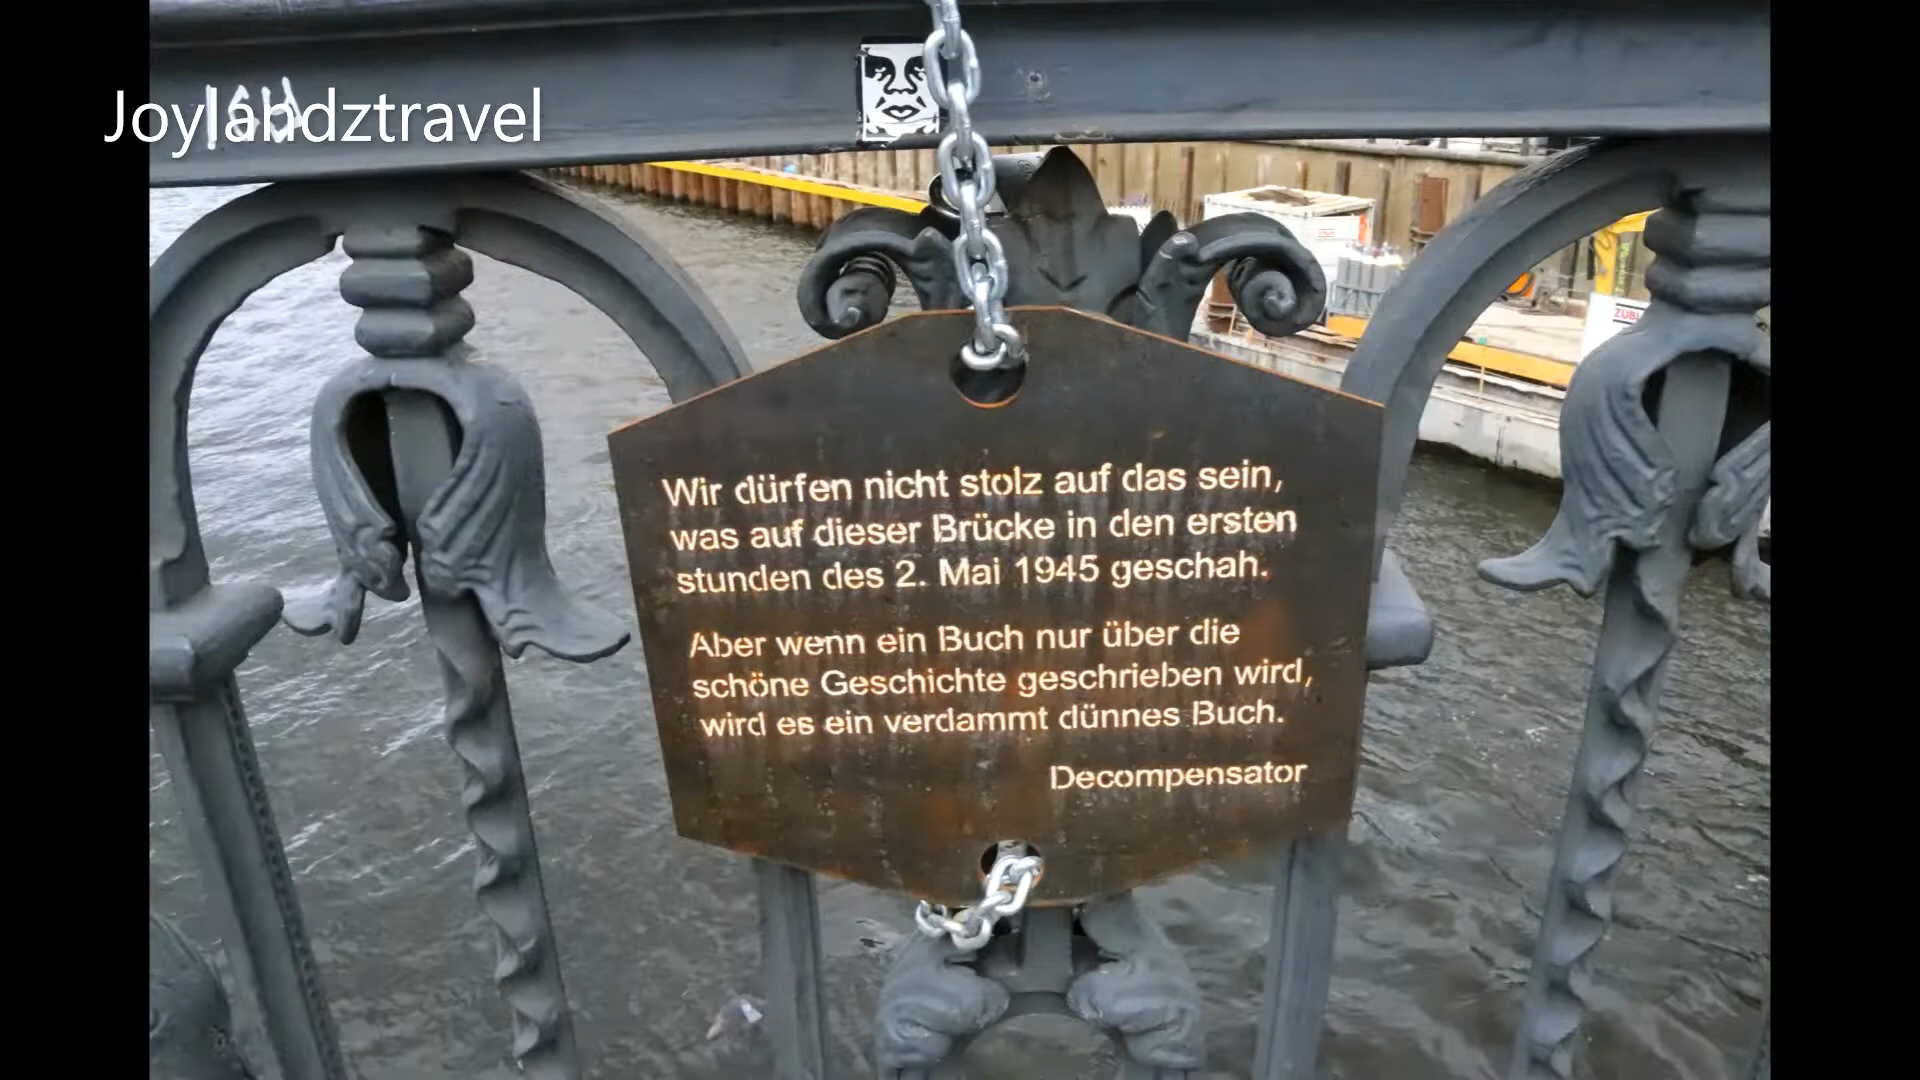 Joylandztravel
Wir dürfen nicht stolz auf das sein,
was auf dieser Brücke in den ersten
stunden des 2. Mai 1945 geschah.
Aber wenn ein Buch nur über die
schöne Geschichte geschrieben wird,
wird es ein verdammt dünnes Buch.
Decompensator